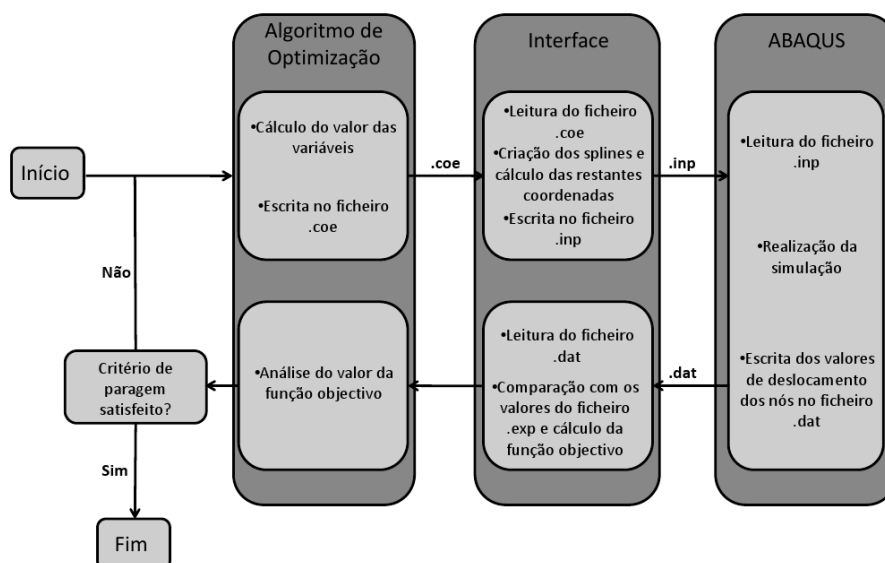 Algoritmo de
Optimização
Interface
ABAQUS
Início
•Cálculo do valor das
variáveis
•Escrita no ficheiro
.coe
.coe
•Leitura do ficheiro
.coe
•Criação dos splines e
cálculo das restantes
coordenadas
•Escrita no ficheiro
.inp
.inp
•Leitura do ficheiro
.inp
•Realização da
simulação
•Escrita dos valores
de deslocamento
dos nós no ficheiro
.dat
.dat
•Leitura do ficheiro
.dat
•Comparação com os
valores do ficheiro
.exp e cálculo da
função objectivo
•Análise do valor da
função objectivo
Critério de
paragem
satisfeito?
Não
Sim
Fim